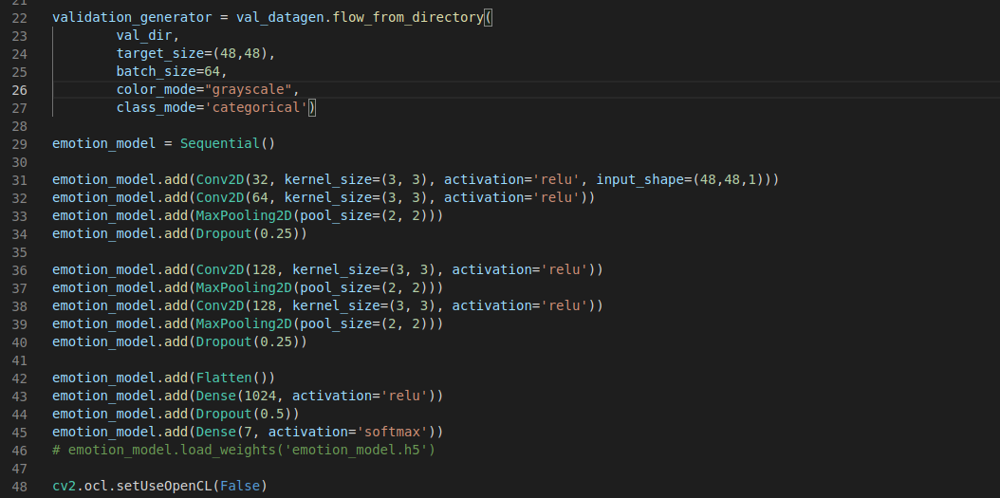 21
22 validation_generator = val_datagen.flow_from_directory(
23         val_dir,
24         target_size=(48,48),
25         batch_size=64,
26         color_mode="grayscale",
27         class_mode='categorical')
28
29 emotion_model = Sequential()
30
31 emotion_model.add(Conv2D(32, kernel_size=(3, 3), activation='relu', input_shape=(48,48,1)))
32 emotion_model.add(Conv2D(64, kernel_size=(3, 3), activation='relu'))
33 emotion_model.add(MaxPooling2D(pool_size=(2, 2)))
34 emotion_model.add(Dropout(0.25))
35
36 emotion_model.add(Conv2D(128, kernel_size=(3, 3), activation='relu'))
37 emotion_model.add(MaxPooling2D(pool_size=(2, 2)))
38 emotion_model.add(Conv2D(128, kernel_size=(3, 3), activation='relu'))
39 emotion_model.add(MaxPooling2D(pool_size=(2, 2)))
40 emotion_model.add(Dropout(0.25))
41
42 emotion_model.add(Flatten())
43 emotion_model.add(Dense(1024, activation='relu'))
44 emotion_model.add(Dropout(0.5))
45 emotion_model.add(Dense(7, activation='softmax'))
46 # emotion_model.load_weights('emotion_model.h5')
47
48 cv2.ocl.setUseOpenCL(False)